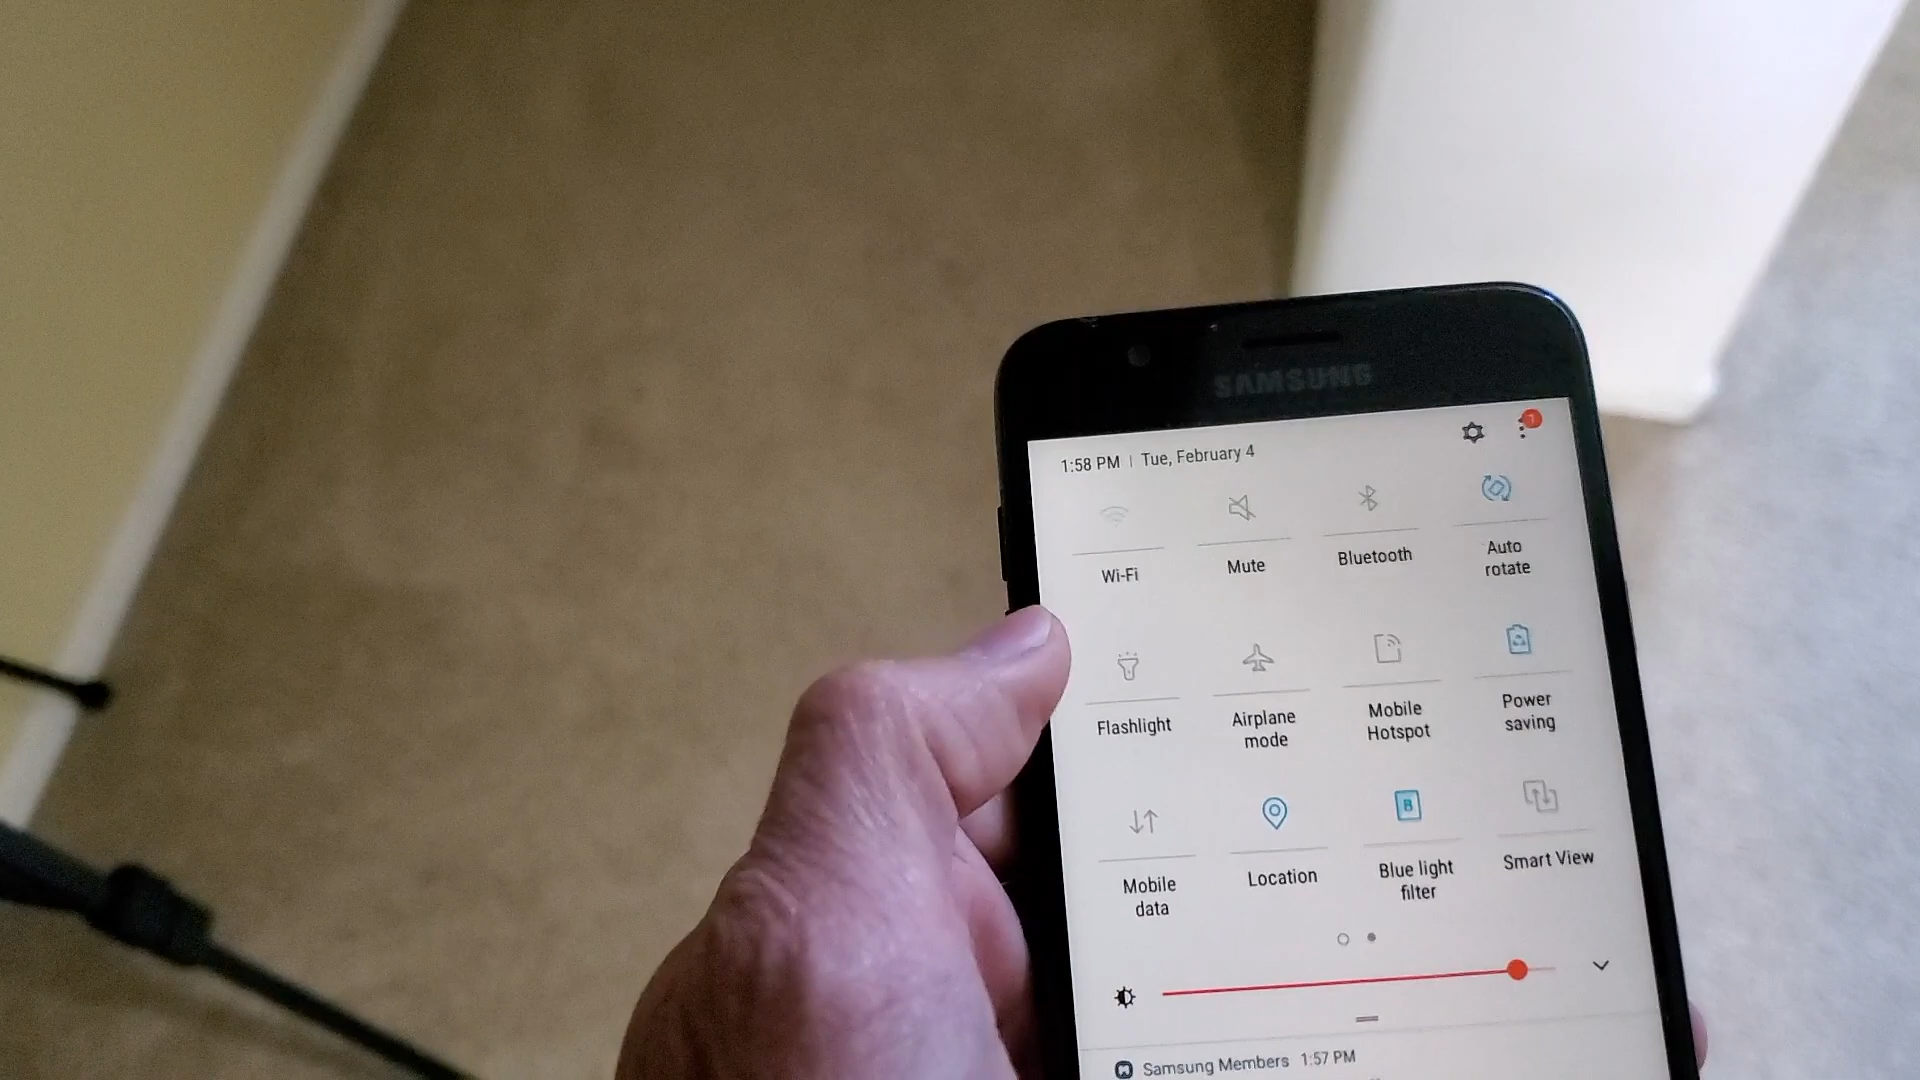 SAMSUNG
1
1:58 PM | Tue, February 4
Wi-Fi
Mute
Bluetooth
Auto
rotate
Flashlight
Airplane
mode
Mobile
Hotspot
Power
saving
B
Mobile
data
Location
Blue light
filter
Smart View
Samsung Members 1:57 PM